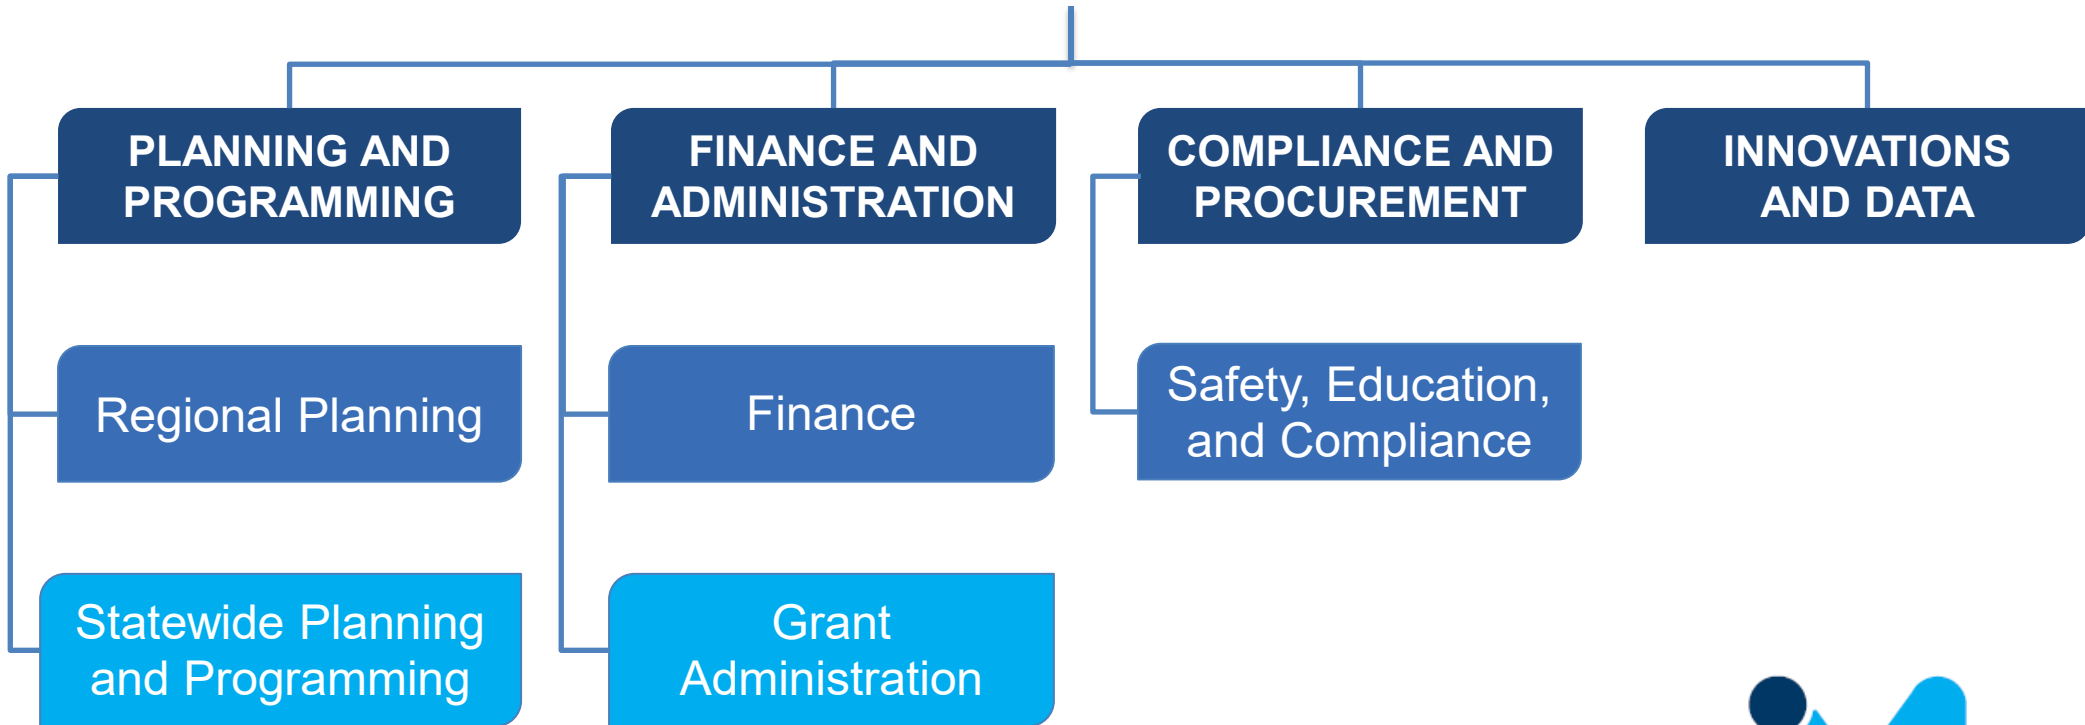 PLANNING AND
PROGRAMMING
FINANCE AND
ADMINISTRATION
COMPLIANCE AND
PROCUREMENT
INNOVATIONS
AND DATA
Regional Planning
Finance
Safety, Education,
and Compliance
Statewide Planning
and Programming
Grant
Administration